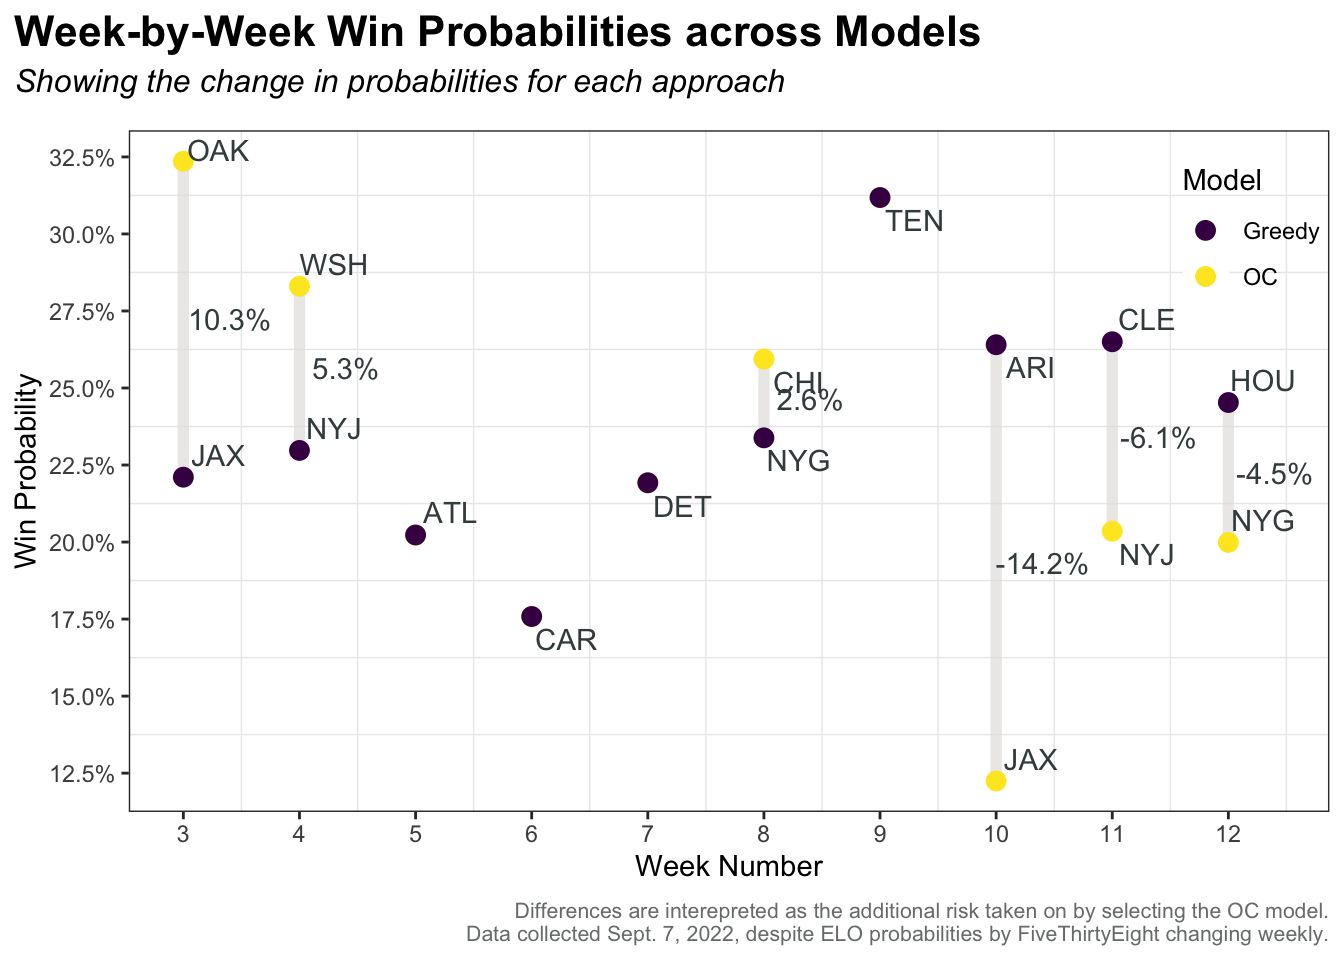 Week-by-Week Win Probabilities across Models
Showing the change in probabilities for each approach
Win Probability
32.5%
30.0%
27.5%
25.0%
22.5%
20.0%
17.5%
15.0%
12.5%
OAK
10.3%
JAX
WSH
5.3%
NYJ
ATL
CAR
DET
CHI
2.6%
NYG
TEN
ARI
-14.2%
JAX
CLE
-6.1%
NYJ
HOU
-4.5%
NYG
Model
Greedy
OC
3 4 5 6 7 8 9 10 11 12
Week Number
Differences are interepreted as the additional risk taken on by selecting the OC model.
Data collected Sept. 7, 2022, despite ELO probabilities by FiveThirtyEight changing weekly.